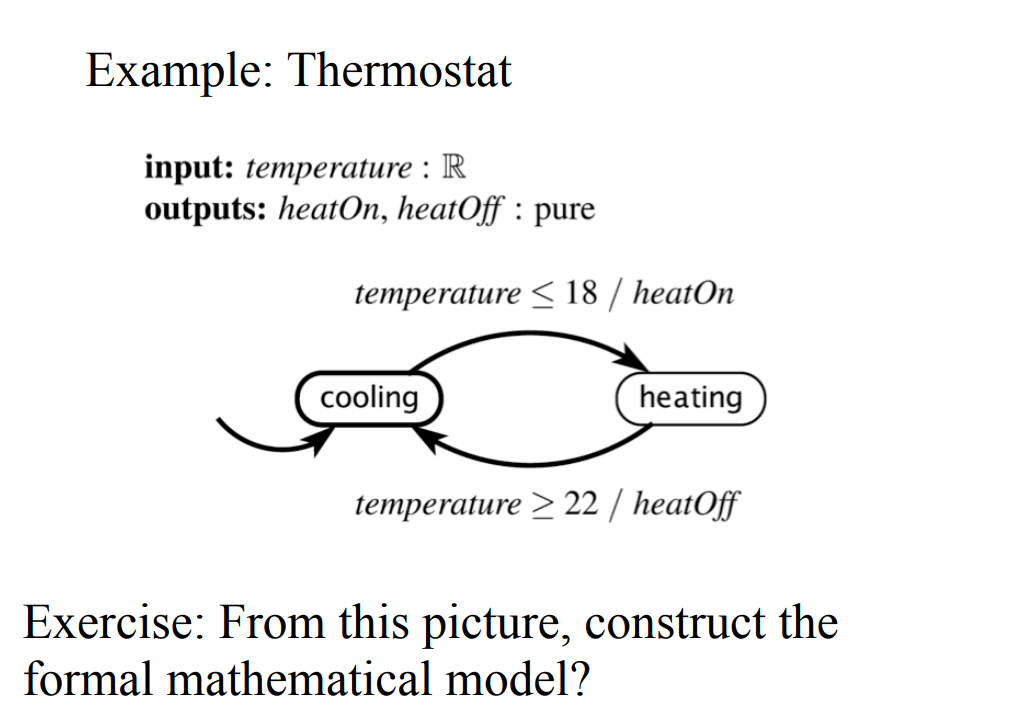 Example: Thermostat
input: temperature : ℝ
outputs: heatOn, heatOff : pure
temperature ≤ 18 / heatOn
cooling
heating
temperature ≥ 22 / heatOff
Exercise: From this picture, construct the
formal mathematical model?